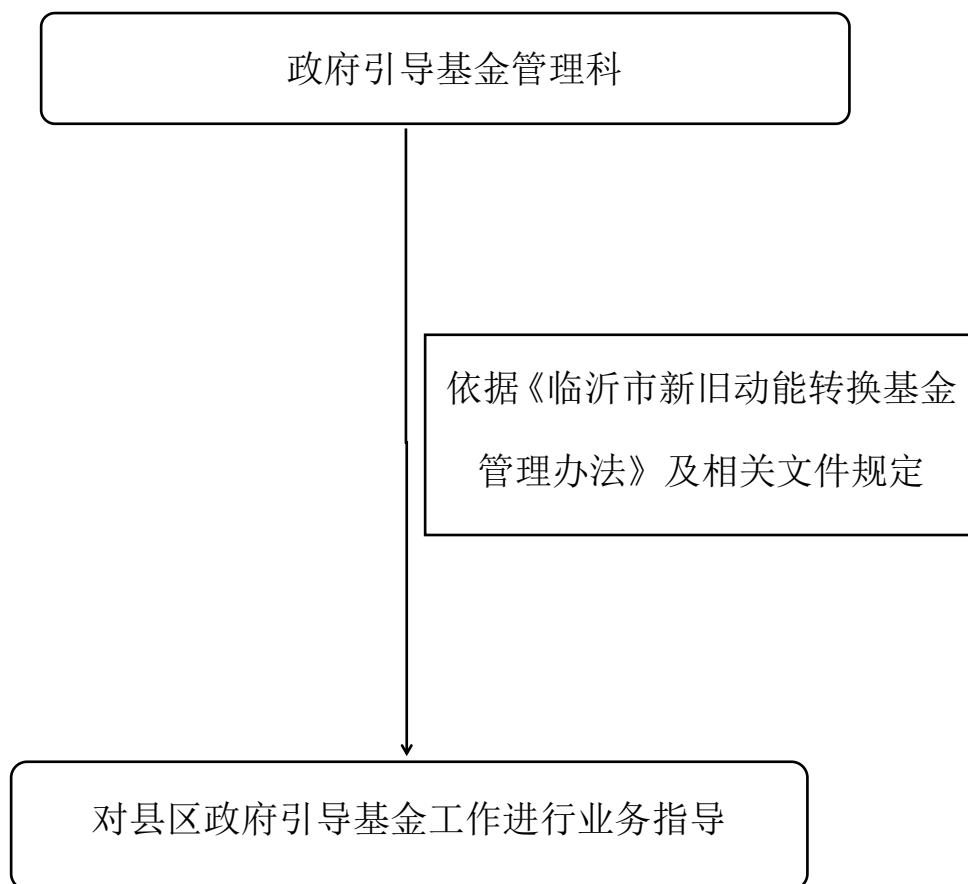 政府引导基金管理科
依据《临沂市新旧动能转换基金
管理办法》及相关文件规定
对县区政府引导基金工作进行业务指导